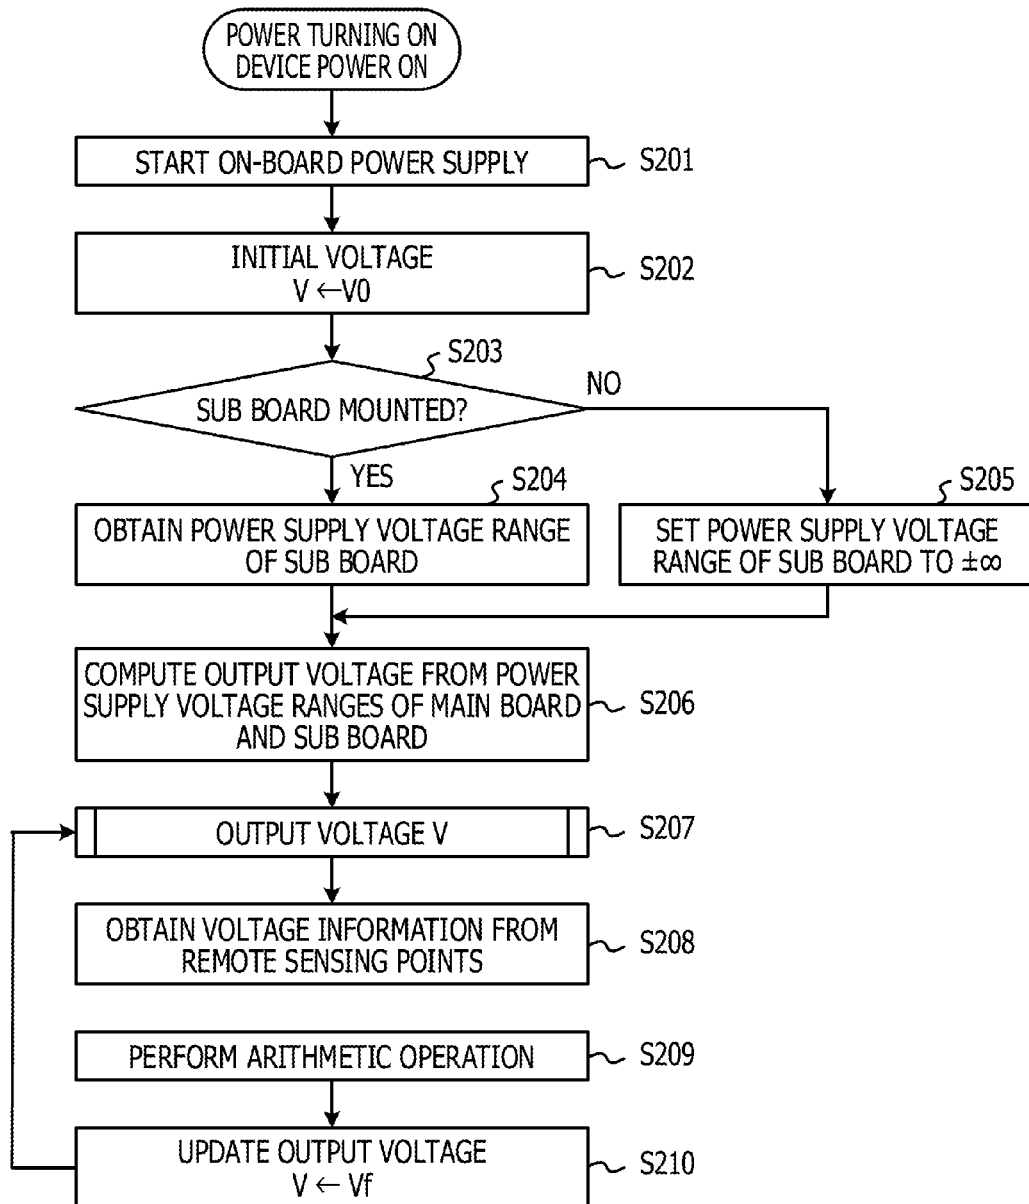 POWER TURNING ON
DEVICE POWER ON
START ON-BOARD POWER SUPPLY
S201
INITIAL VOLTAGE
V ←V0
S202
S203
SUB BOARD MOUNTED?
NO
YES
S204
OBTAIN POWER SUPPLY VOLTAGE RANGE
OF SUB BOARD
S205
SET POWER SUPPLY VOLTAGE
RANGE OF SUB BOARD TO ±∞
COMPUTE OUTPUT VOLTAGE FROM POWER
SUPPLY VOLTAGE RANGES OF MAIN BOARD
AND SUB BOARD
S206
OUTPUT VOLTAGE V
S207
OBTAIN VOLTAGE INFORMATION FROM
REMOTE SENSING POINTS
S208
PERFORM ARITHMETIC OPERATION
S209
UPDATE OUTPUT VOLTAGE
V ← Vf
S210